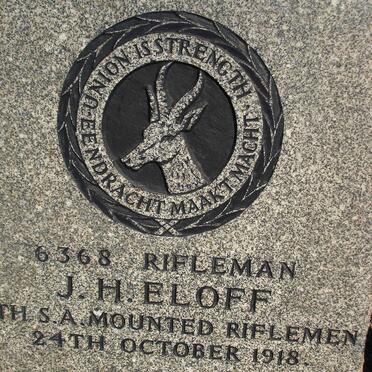 UNION IS STRENGTH
EENDRACHT MAAKT MACHT
6368 RIFLEMAN
J. H. ELOFF
TH S.A. MOUNTED RIFLEMEN
24TH OCTOBER 1918.